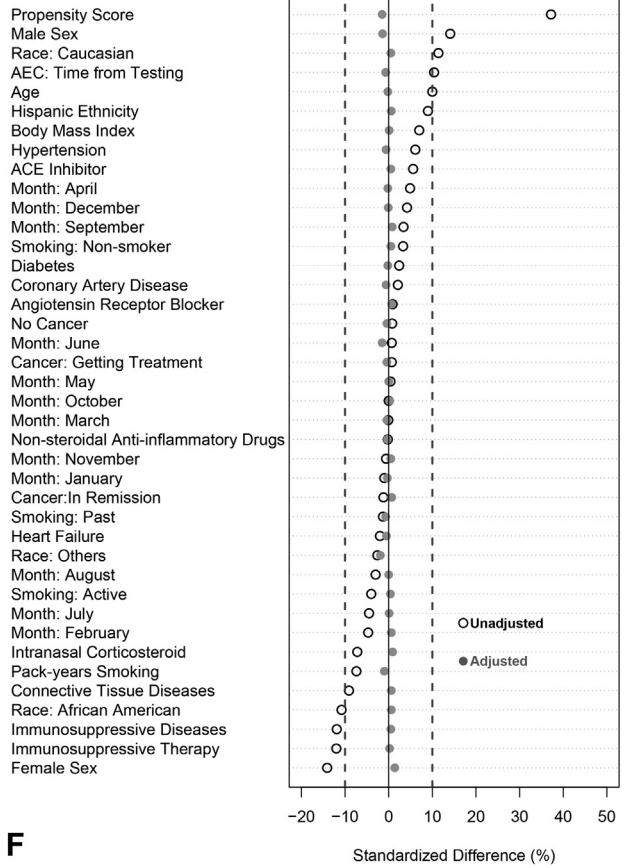 Propensity Score
Male Sex
Race: Caucasian
AEC: Time from Testing
Age
Hispanic Ethnicity
Body Mass Index
Hypertension
ACE Inhibitor
Month: April
Month: December
Month: September
Smoking: Non-smoker
Diabetes
Coronary Artery Disease
Angiotensin Receptor Blocker
No Cancer
Month: June
Cancer: Getting Treatment
Month: May
Month: October
Month: March
Non-steroidal Anti-inflammatory Drugs
Month: November
Month: January
Cancer:In Remission
Smoking: Past
Heart Failure
Race: Others
Month: August
Smoking: Active
Month: July
Month: February
Intranasal Corticosteroid
Pack-years Smoking
Connective Tissue Diseases
Race: African American
Immunosuppressive Diseases
Immunosuppressive Therapy
Female Sex
Unadjusted
Adjusted
−20 −10 0 10 20 30 40 50
Standardized Difference (%)
F